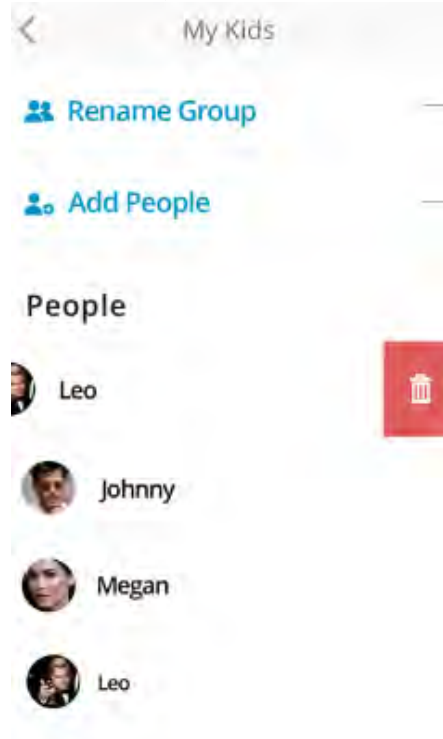 My Kids
Rename Group
Add People
People
Leo
Johnny
Megan
Leo